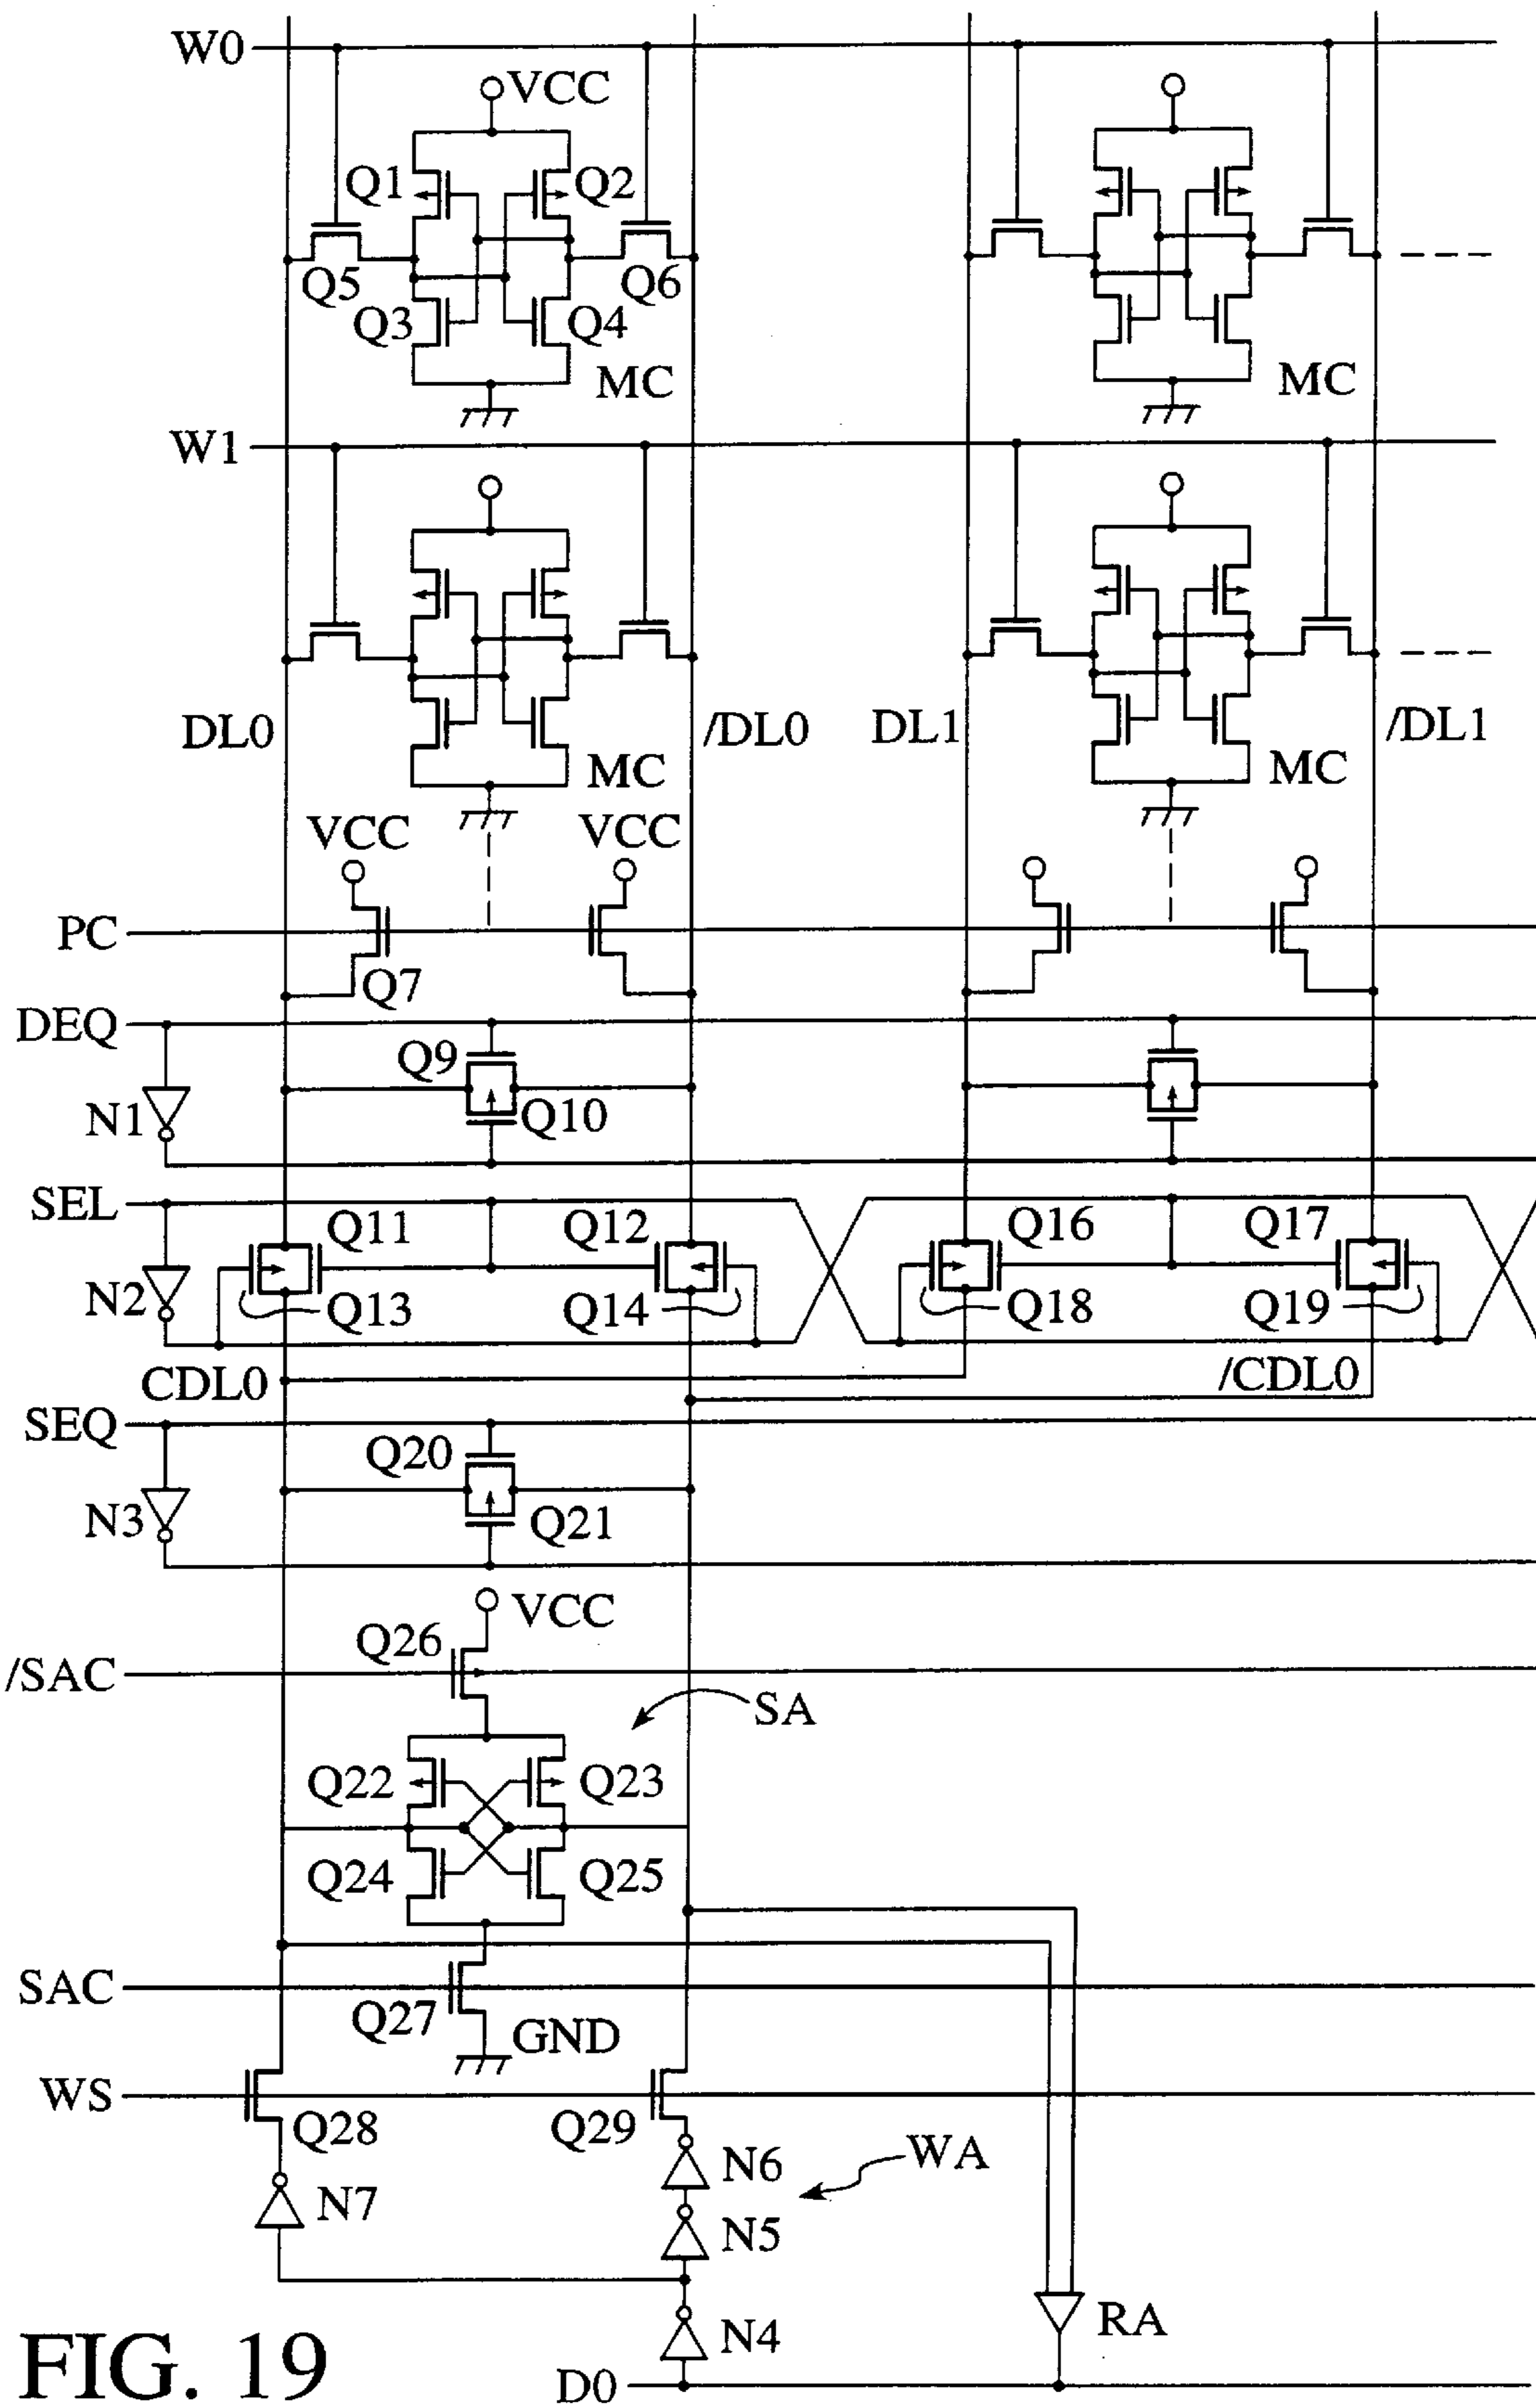 W0
VCC
Q1
Q2
Q5
Q6
Q3
Q4
MC
MC
W1
DL0
/DL0
DL1
/DL1
MC
MC
VCC
VCC
PC
Q7
DEQ
Q9
N1
Q10
SEL
Q11
Q12
Q16
Q17
N2
Q13
Q14
Q18
Q19
CDL0
/CDL0
SEQ
Q20
N3
Q21
VCC
Q26
/SAC
SA
Q22
Q23
Q24
Q25
SAC
Q27
GND
WS
Q28
Q29
N6
WA
N7
N5
N4
RA
D0
FIG. 19